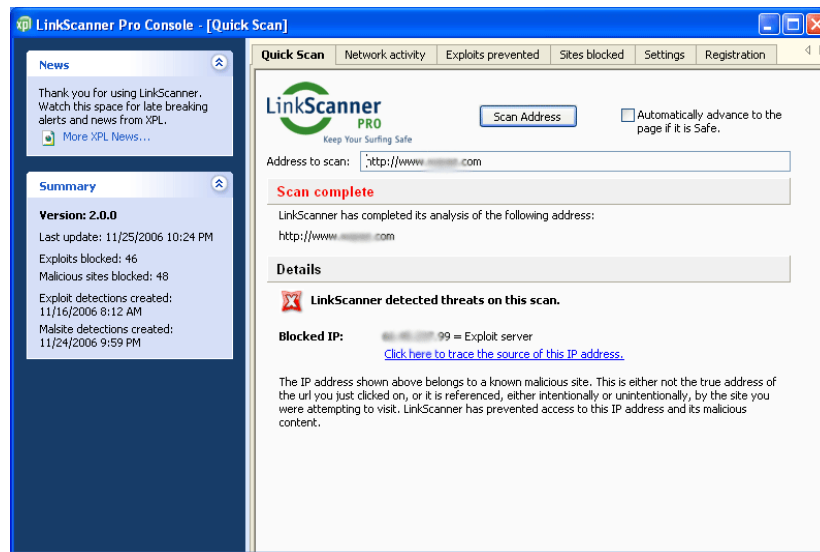 xpl LinkScanner Pro Console - [Quick Scan]
News
Thank you for using LinkScanner.
Watch this space for late breaking
alerts and news from XPL.
More XPL News...
Summary
Version: 2.0.0
Last update: 11/25/2006 10:24 PM
Exploits blocked: 46
Malicious sites blocked: 48
Exploit detections created:
11/16/2006 8:12 AM
Malsite detections created:
11/24/2006 9:59 PM
Quick Scan Network activity Exploits prevented Sites blocked Settings Registration
LinkScanner
PRO
Keep Your Surfing Safe
Scan Address
Automatically advance to the
page if it is Safe.
Address to scan: http://www. .com
Scan complete
LinkScanner has completed its analysis of the following address:
http://www. .com
Details
LinkScanner detected threats on this scan.
Blocked IP: .99 = Exploit server
Click here to trace the source of this IP address.
The IP address shown above belongs to a known malicious site. This is either not the true address of
the url you just clicked on, or it is referenced, either intentionally or unintentionally, by the site you
were attempting to visit. LinkScanner has prevented access to this IP address and its malicious
content.